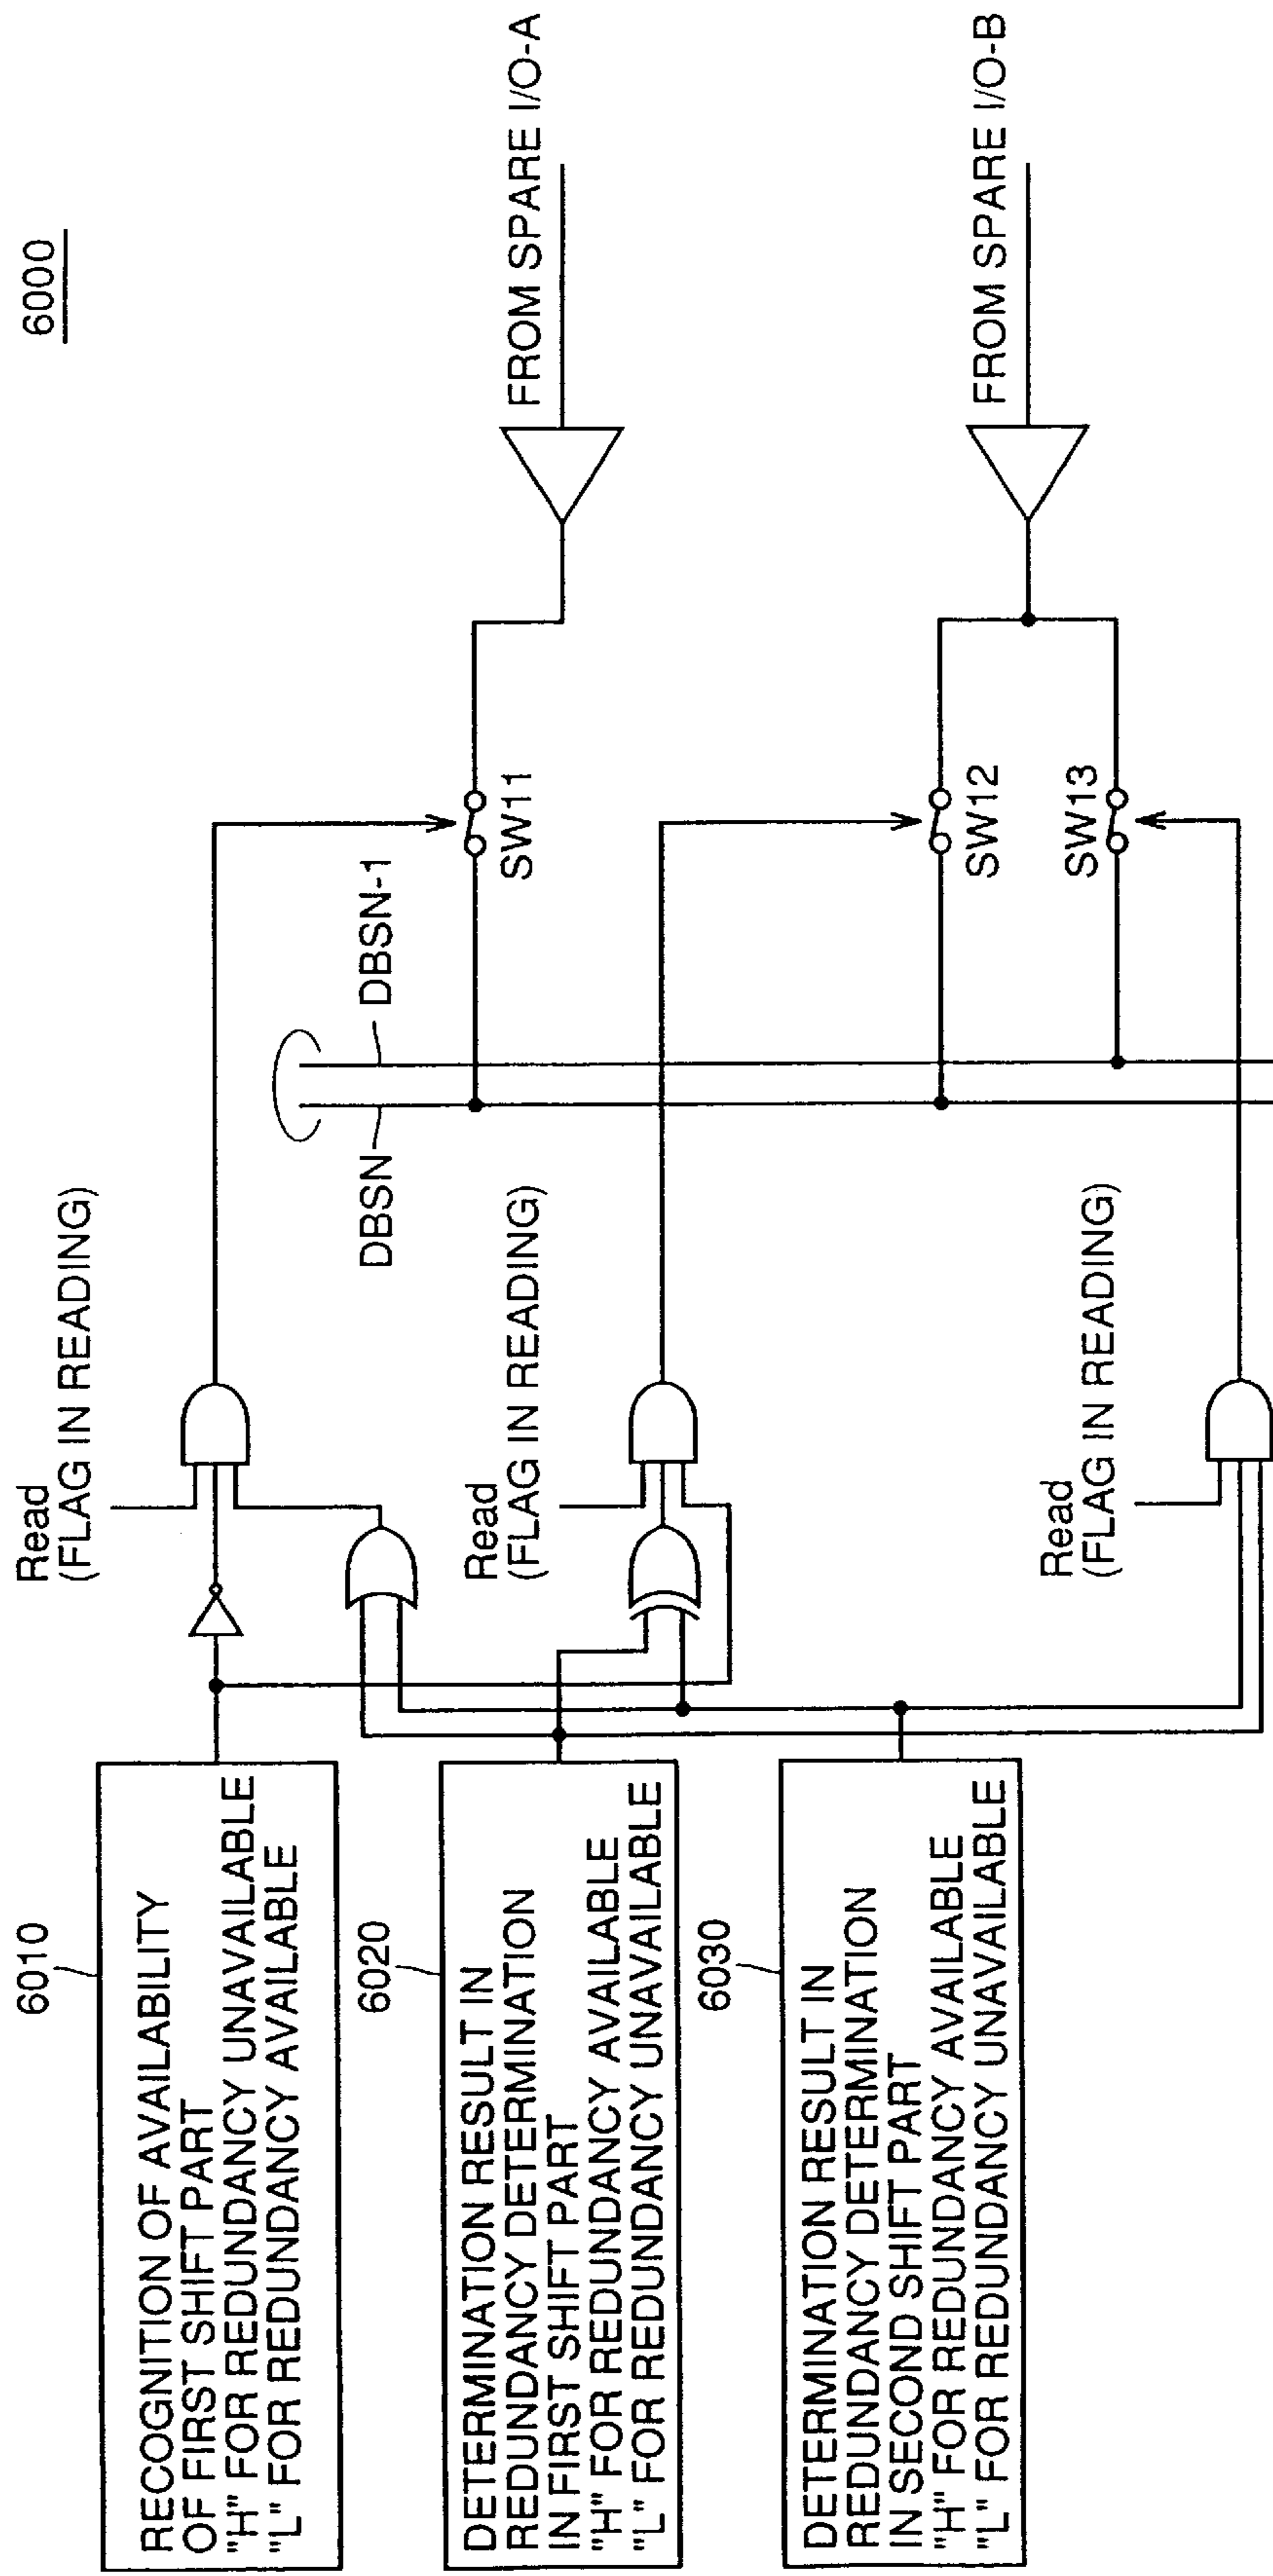 6000
6010
RECOGNITION OF AVAILABILITY
OF FIRST SHIFT PART
"H" FOR REDUNDANCY UNAVAILABLE
"L" FOR REDUNDANCY AVAILABLE
Read
(FLAG IN READING)
FROM SPARE I/O-A
SW11
DBSN
DBSN-1
6020
DETERMINATION RESULT IN
REDUNDANCY DETERMINATION
IN FIRST SHIFT PART
"H" FOR REDUNDANCY AVAILABLE
"L" FOR REDUNDANCY UNAVAILABLE
Read
(FLAG IN READING)
FROM SPARE I/O-B
SW12
SW13
6030
DETERMINATION RESULT IN
REDUNDANCY DETERMINATION
IN SECOND SHIFT PART
"H" FOR REDUNDANCY AVAILABLE
"L" FOR REDUNDANCY UNAVAILABLE
Read
(FLAG IN READING)